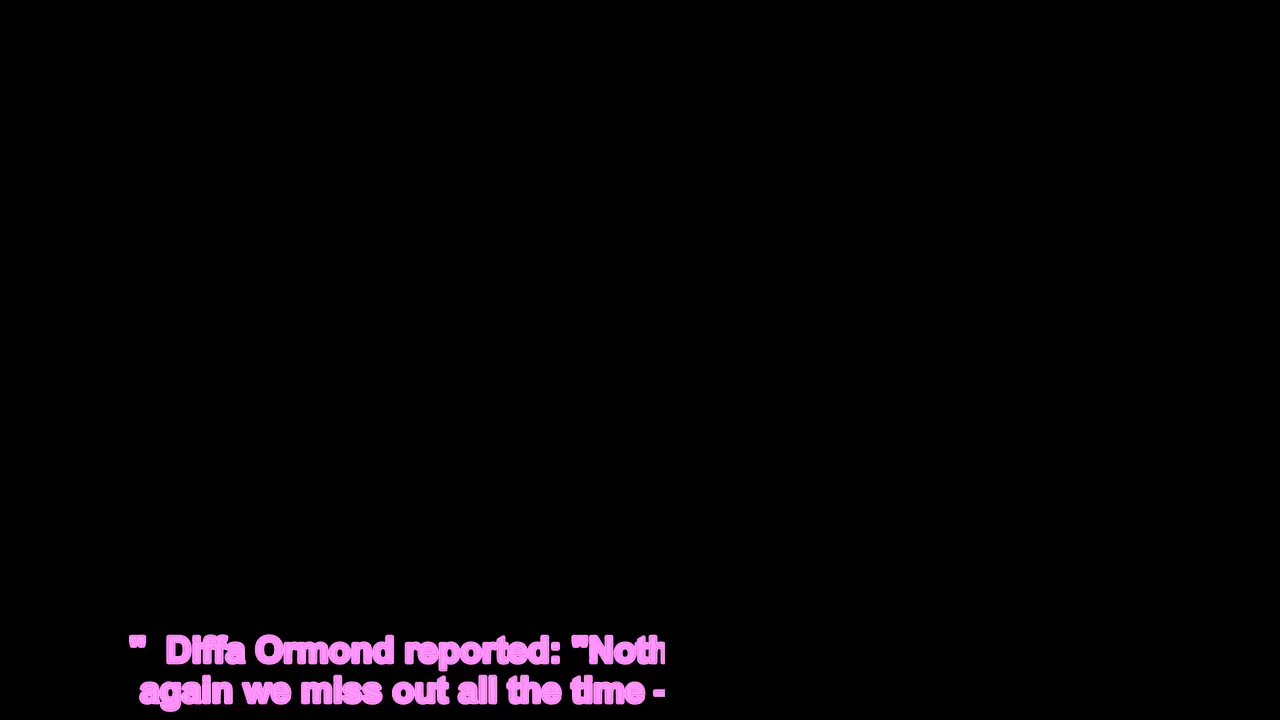 "  Diffa Ormond reported: "Noth
again we miss out all the time -